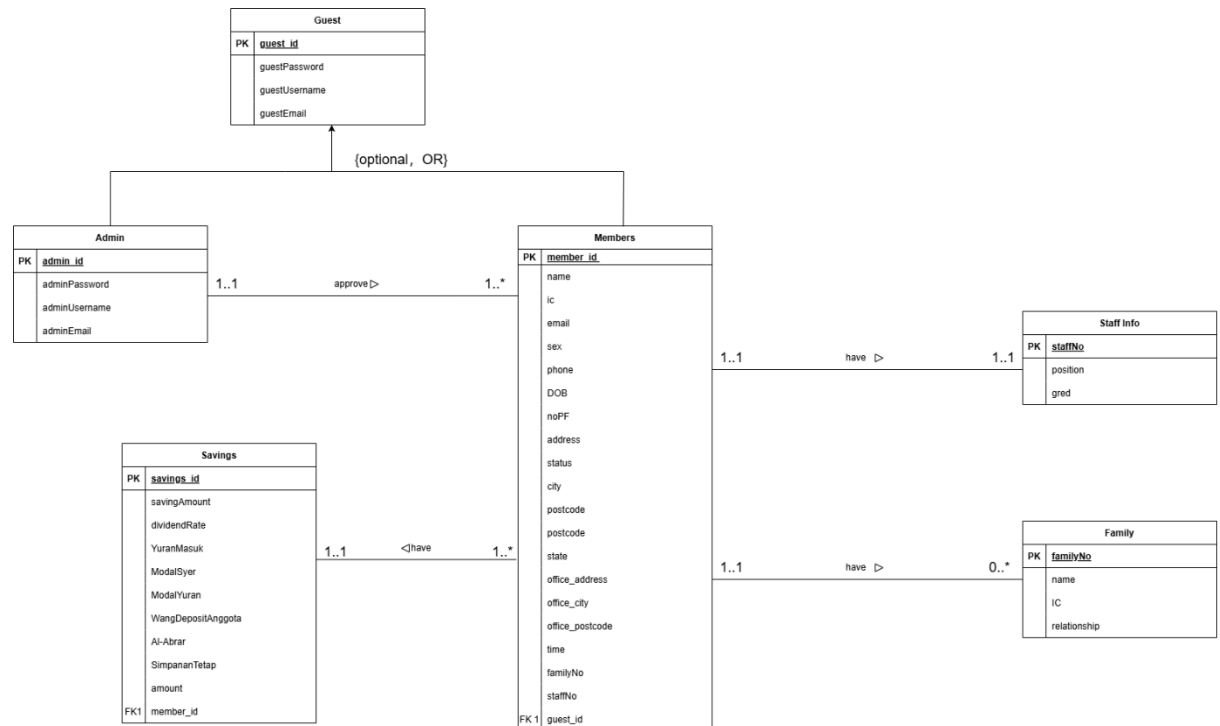 Guest
PK guest_id
guestPassword
guestUsername
guestEmail
{optional, OR}
Admin
PK admin_id
adminPassword
adminUsername
adminEmail
1..1 approve ▷ 1..*
Members
PK member_id
name
ic
email
sex
phone
DOB
noPF
address
status
city
postcode
postcode
state
office_address
office_city
office_postcode
time
familyNo
staffNo
FK 1 guest_id
1..1 have ▷ 1..1
Staff Info
PK staffNo
position
gred
Savings
PK savings_id
savingAmount
dividendRate
YuranMasuk
ModalSyer
ModalYuran
WangDepositAnggota
Al-Abrar
SimpananTetap
amount
FK1 member_id
1..1 ◁have 1..*
1..1 have ▷ 0..*
Family
PK familyNo
name
IC
relationship